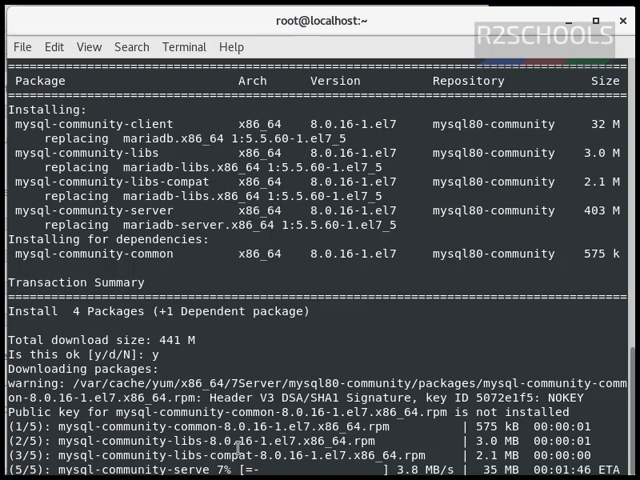 root@localhost:~
R2SCHOOLS
File Edit View Search Terminal Help
================================================================================
Package Arch Version Repository Size
================================================================================
Installing:
mysql-community-client x86_64 8.0.16-1.el7 mysql80-community 32 M
replacing mariadb.x86_64 1:5.5.60-1.el7_5
mysql-community-libs x86_64 8.0.16-1.el7 mysql80-community 3.0 M
replacing mariadb-libs.x86_64 1:5.5.60-1.el7_5
mysql-community-libs-compat x86_64 8.0.16-1.el7 mysql80-community 2.1 M
replacing mariadb-libs.x86_64 1:5.5.60-1.el7_5
mysql-community-server x86_64 8.0.16-1.el7 mysql80-community 403 M
replacing mariadb-server.x86_64 1:5.5.60-1.el7_5
Installing for dependencies:
mysql-community-common x86_64 8.0.16-1.el7 mysql80-community 575 k
Transaction Summary
================================================================================
Install 4 Packages (+1 Dependent package)
Total download size: 441 M
Is this ok [y/d/N]: y
Downloading packages:
warning: /var/cache/yum/x86_64/7Server/mysql80-community/packages/mysql-community-comm
on-8.0.16-1.el7.x86_64.rpm: Header V3 DSA/SHA1 Signature, key ID 5072e1f5: NOKEY
Public key for mysql-community-common-8.0.16-1.el7.x86_64.rpm is not installed
(1/5): mysql-community-common-8.0.16-1.el7.x86_64.rpm | 575 kB 00:00:01
(2/5): mysql-community-libs-8.0.16-1.el7.x86_64.rpm | 3.0 MB 00:00:01
(3/5): mysql-community-libs-compat-8.0.16-1.el7.x86_64.rpm | 2.1 MB 00:00:00
(5/5): mysql-community-serve 7% [=- ] 3.8 MB/s | 35 MB 00:01:46 ETA